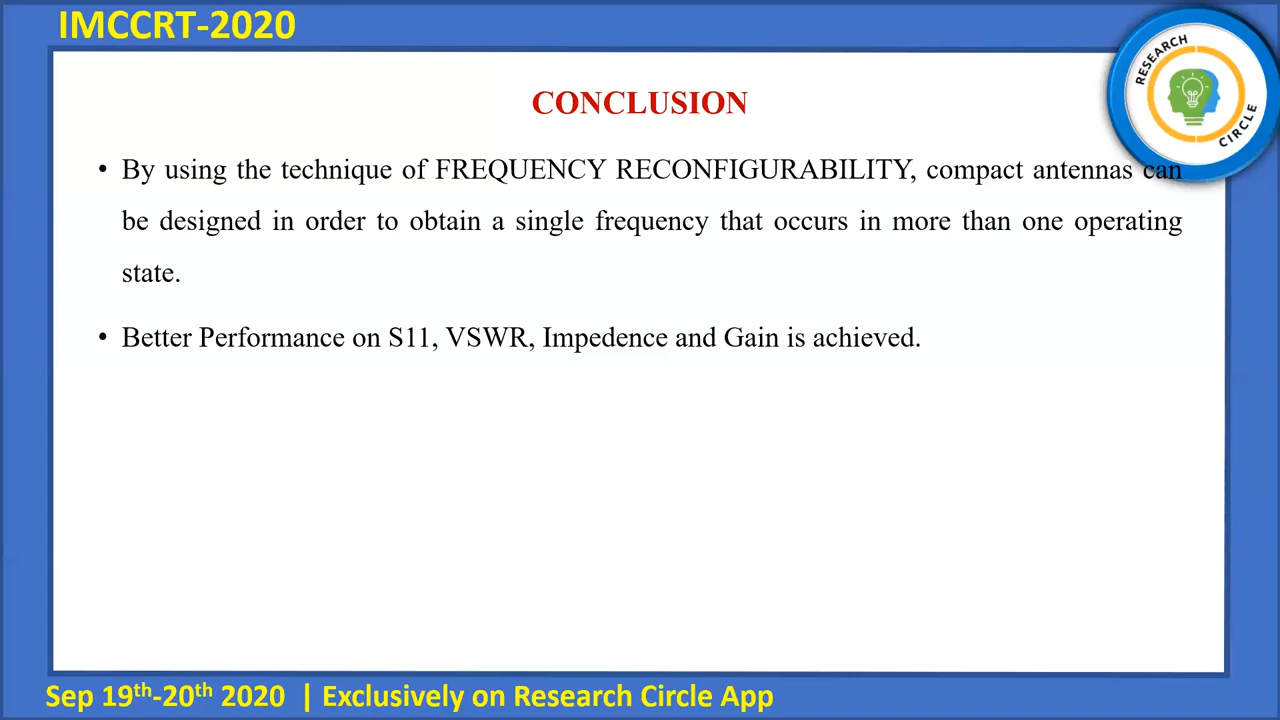 IMCCRT-2020
RESEARCH
CIRCLE
CONCLUSION
• By using the technique of FREQUENCY RECONFIGURABILITY, compact antennas can
be designed in order to obtain a single frequency that occurs in more than one operating
state.
• Better Performance on S11, VSWR, Impedence and Gain is achieved.
Sep 19th-20th 2020 | Exclusively on Research Circle App